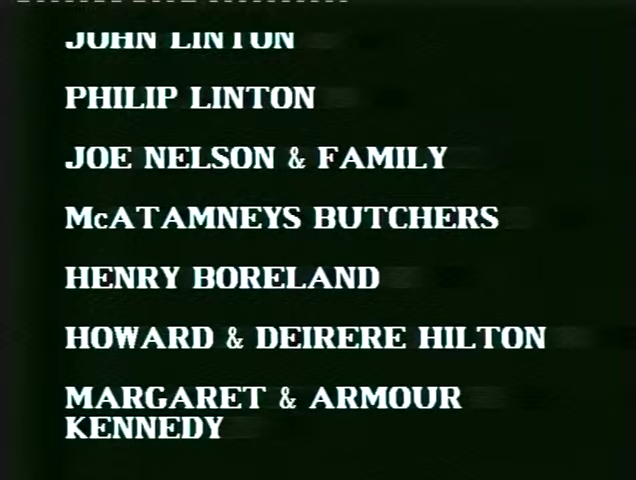 JOHN LINTON
PHILIP LINTON
JOE NELSON & FAMILY
McATAMNEYS BUTCHERS
HENRY BORELAND
HOWARD & DEIRERE HILTON
MARGARET & ARMOUR
KENNEDY